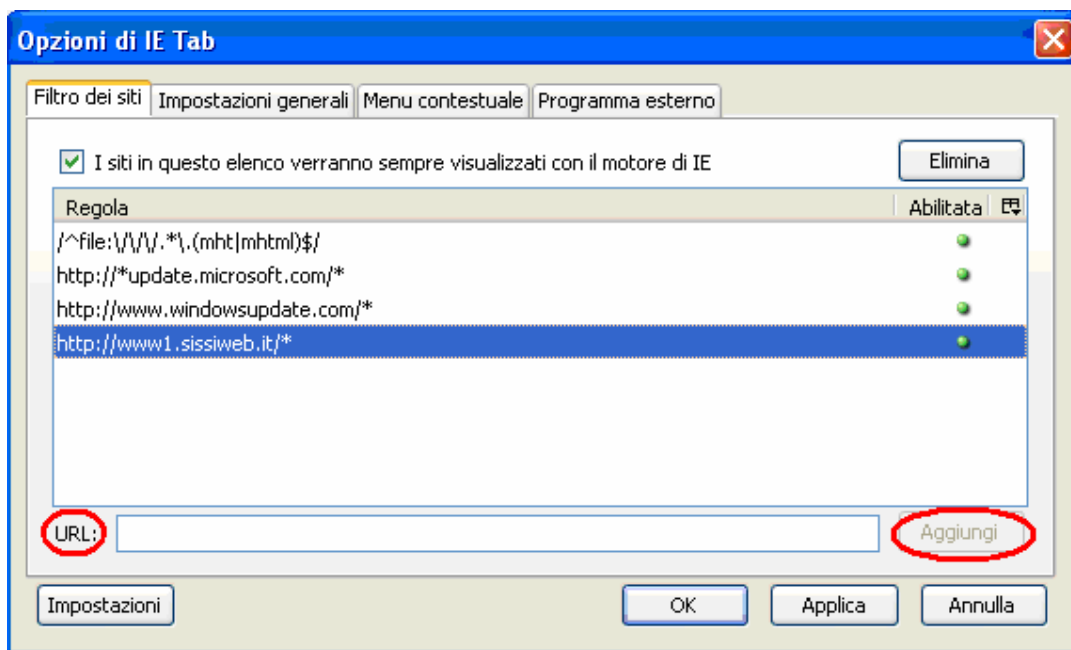 Opzioni di IE Tab
Filtro dei siti Impostazioni generali Menu contestuale Programma esterno
I siti in questo elenco verranno sempre visualizzati con il motore di IE Elimina
Regola Abilitata
/^file:\/\/\/.*\.(mht|mhtml)$/
http://*update.microsoft.com/*
http://www.windowsupdate.com/*
http://www1.sissiweb.it/*
URL: Aggiungi
Impostazioni OK Applica Annulla